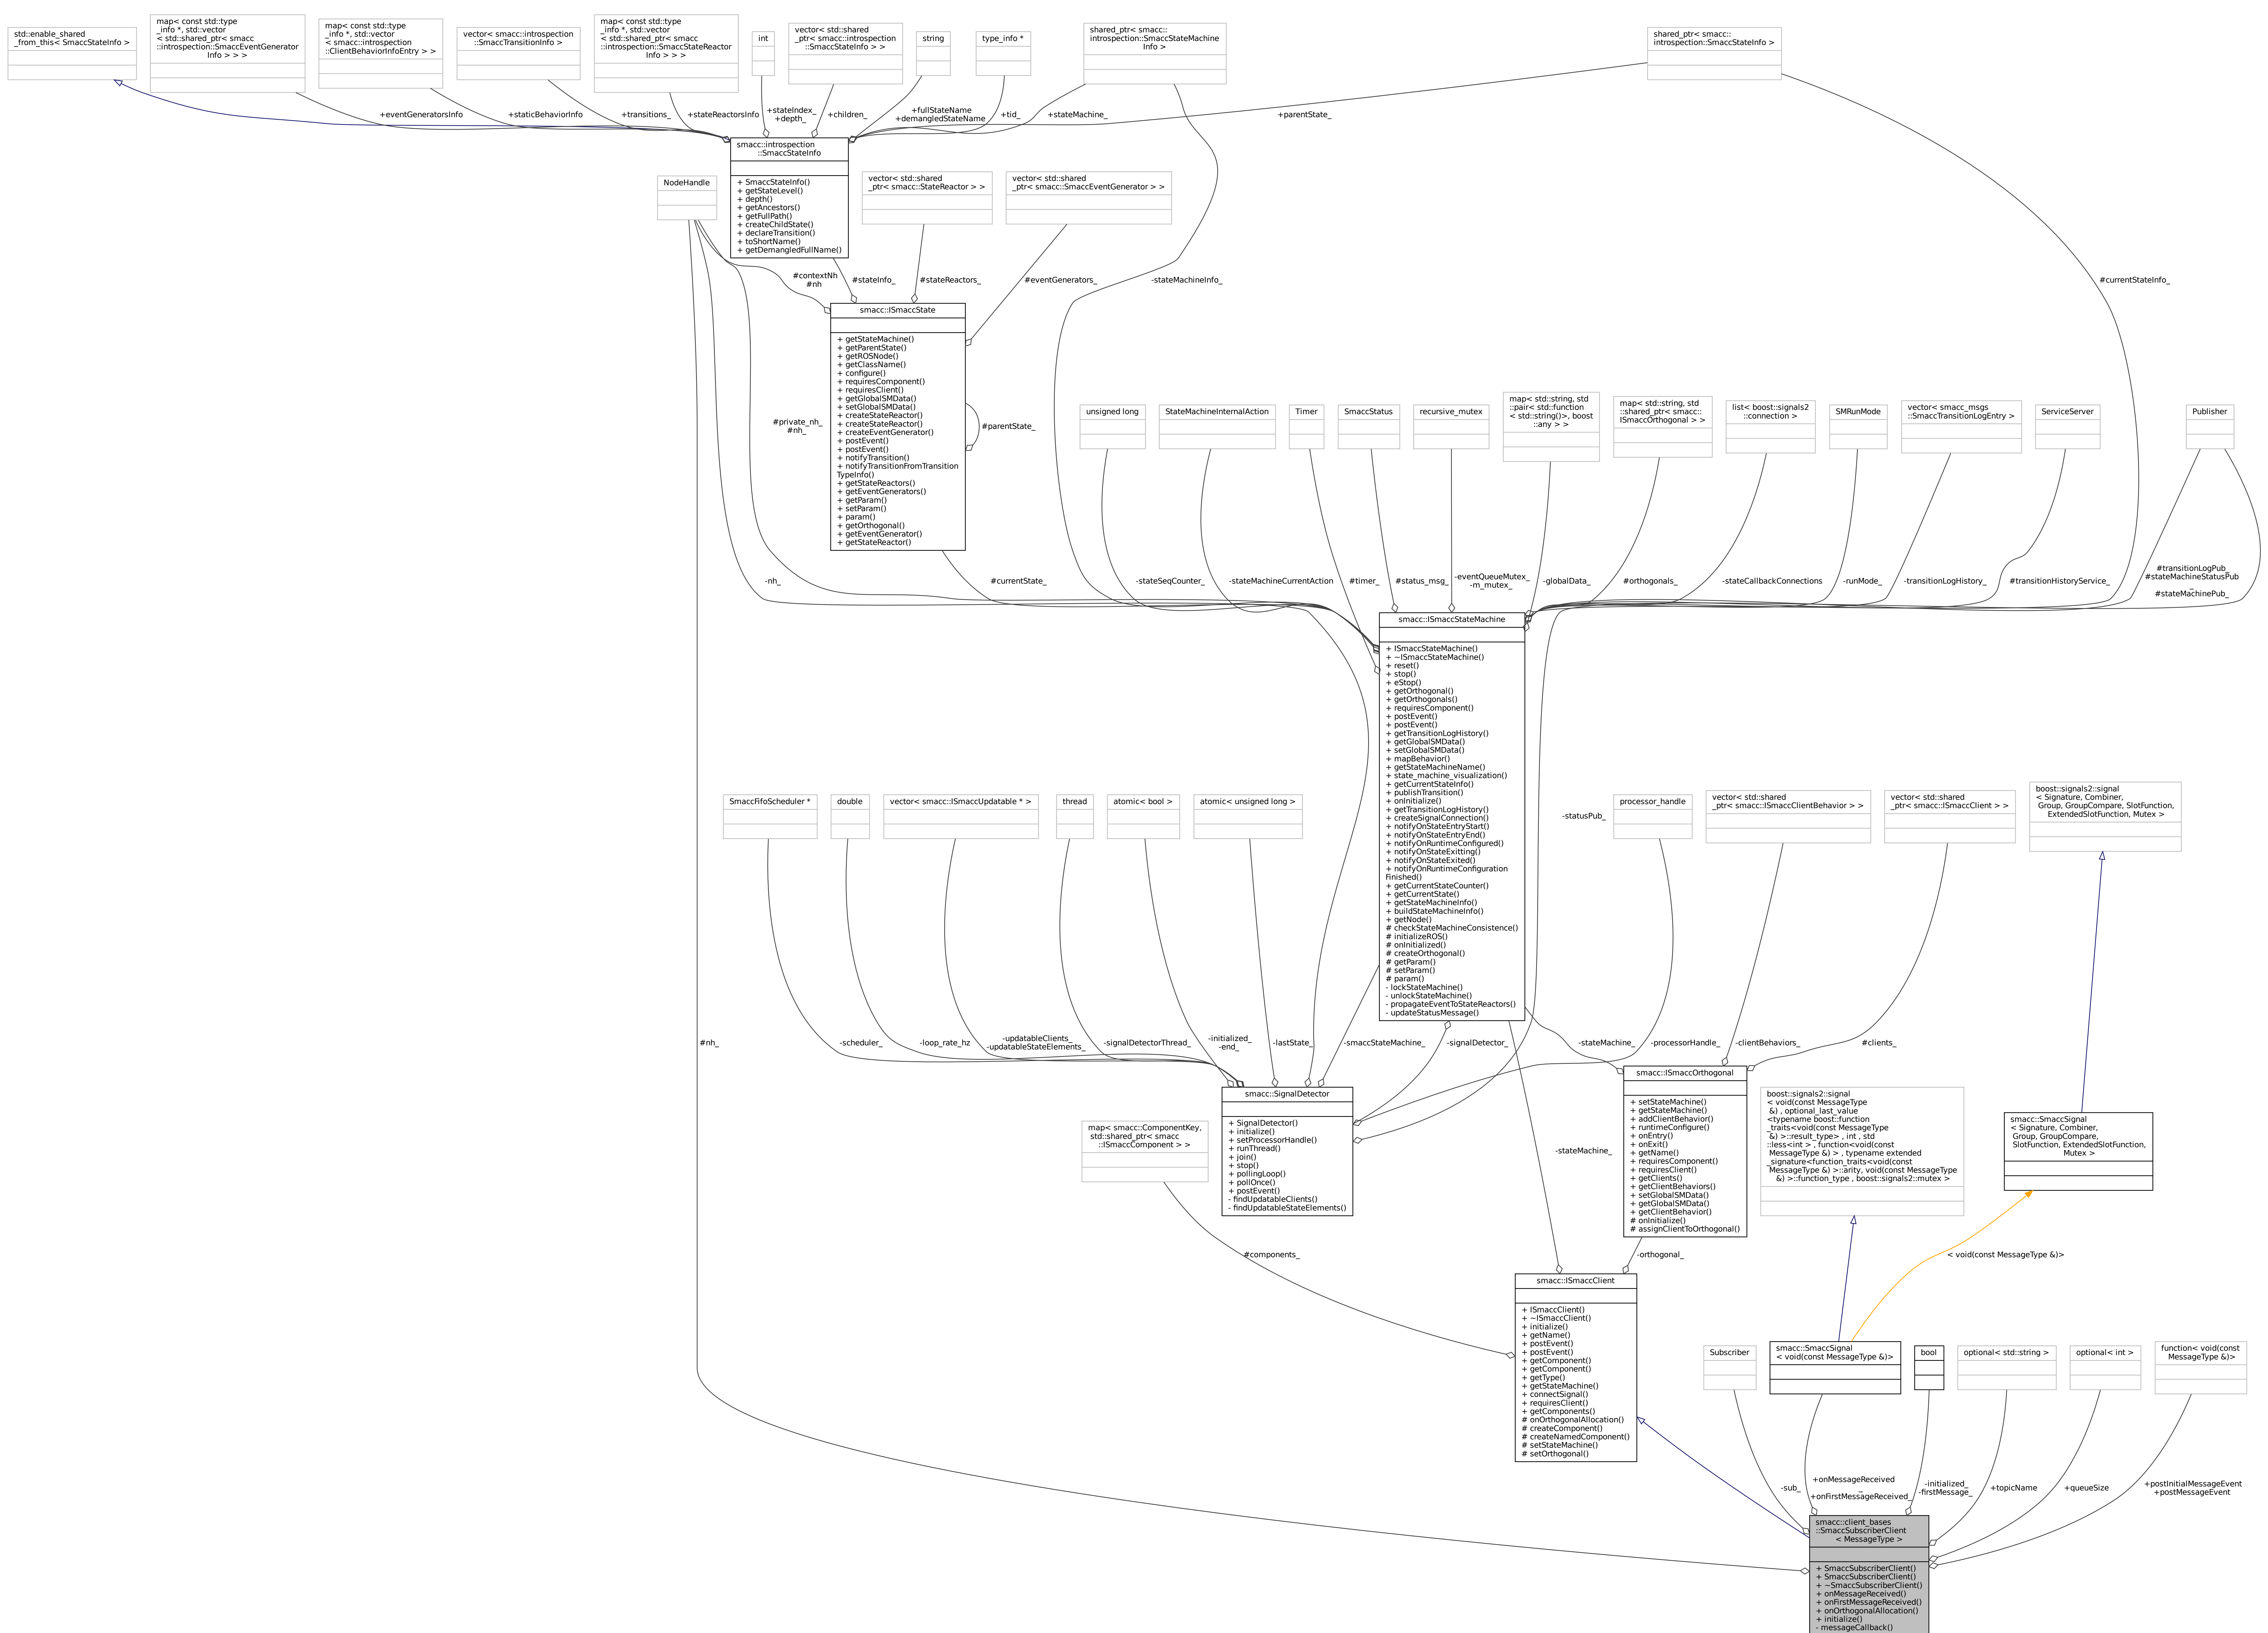 std::enable_shared
_from_this< SmaccStateInfo >
map< const std::type
_info *, std::vector
< std::shared_ptr< smacc
::introspection::SmaccEventGenerator
Info > > >
map< const std::type
_info *, std::vector
< smacc::introspection
::ClientBehaviorInfoEntry > >
vector< smacc::introspection
::SmaccTransitionInfo >
map< const std::type
_info *, std::vector
< std::shared_ptr< smacc
::introspection::SmaccStateReactor
Info > > >
int
vector< std::shared
_ptr< smacc::introspection
::SmaccStateInfo > >
string
type_info *
shared_ptr< smacc::
introspection::SmaccStateMachine
Info >
shared_ptr< smacc::
introspection::SmaccStateInfo >
+eventGeneratorsInfo
+staticBehaviorInfo
+transitions_
+stateReactorsInfo
+stateIndex_
+depth_
+children_
+fullStateName
+demangledStateName
+tid_
+stateMachine_
+parentState_
smacc::introspection
::SmaccStateInfo
+ SmaccStateInfo()
+ getStateLevel()
+ depth()
+ getAncestors()
+ getFullPath()
+ createChildState()
+ declareTransition()
+ toShortName()
+ getDemangledFullName()
NodeHandle
vector< std::shared
_ptr< smacc::StateReactor > >
vector< std::shared
_ptr< smacc::SmaccEventGenerator > >
#contextNh
#nh
#stateInfo_
#stateReactors_
#eventGenerators_
-stateMachineInfo_
#currentStateInfo_
smacc::ISmaccState
+ getStateMachine()
+ getParentState()
+ getROSNode()
+ getClassName()
+ configure()
+ requiresComponent()
+ requiresClient()
+ getGlobalSMData()
+ setGlobalSMData()
+ createStateReactor()
+ createStateReactor()
+ createEventGenerator()
+ postEvent()
+ postEvent()
+ notifyTransition()
+ notifyTransitionFromTransition
TypeInfo()
+ getStateReactors()
+ getEventGenerators()
+ getParam()
+ setParam()
+ param()
+ getOrthogonal()
+ getEventGenerator()
+ getStateReactor()
#parentState_
#private_nh_
#nh_
unsigned long
StateMachineInternalAction
Timer
SmaccStatus
recursive_mutex
map< std::string, std
::pair< std::function
< std::string()>, boost
::any > >
map< std::string, std
::shared_ptr< smacc::
ISmaccOrthogonal > >
list< boost::signals2
::connection >
SMRunMode
vector< smacc_msgs
::SmaccTransitionLogEntry >
ServiceServer
Publisher
-nh_
#currentState_
-stateSeqCounter_
-stateMachineCurrentAction
#timer_
#status_msg_
-eventQueueMutex_
-m_mutex_
-globalData_
#orthogonals_
-stateCallbackConnections
-runMode_
-transitionLogHistory_
#transitionHistoryService_
#transitionLogPub_
#stateMachineStatusPub
_
#stateMachinePub_
smacc::ISmaccStateMachine
+ ISmaccStateMachine()
+ ~ISmaccStateMachine()
+ reset()
+ stop()
+ eStop()
+ getOrthogonal()
+ getOrthogonals()
+ requiresComponent()
+ postEvent()
+ postEvent()
+ getTransitionLogHistory()
+ getGlobalSMData()
+ setGlobalSMData()
+ mapBehavior()
+ getStateMachineName()
+ state_machine_visualization()
+ getCurrentStateInfo()
+ publishTransition()
+ onInitialize()
+ getTransitionLogHistory()
+ createSignalConnection()
+ notifyOnStateEntryStart()
+ notifyOnStateEntryEnd()
+ notifyOnRuntimeConfigured()
+ notifyOnStateExitting()
+ notifyOnStateExited()
+ notifyOnRuntimeConfiguration
Finished()
+ getCurrentStateCounter()
+ getCurrentState()
+ getStateMachineInfo()
+ buildStateMachineInfo()
+ getNode()
# checkStateMachineConsistence()
# initializeROS()
# onInitialized()
# createOrthogonal()
# getParam()
# setParam()
# param()
- lockStateMachine()
- unlockStateMachine()
- propagateEventToStateReactors()
- updateStatusMessage()
SmaccFifoScheduler *
double
vector< smacc::ISmaccUpdatable * >
thread
atomic< bool >
atomic< unsigned long >
-statusPub_
processor_handle
vector< std::shared
_ptr< smacc::ISmaccClientBehavior > >
vector< std::shared
_ptr< smacc::ISmaccClient > >
boost::signals2::signal
< Signature, Combiner,
Group, GroupCompare, SlotFunction,
ExtendedSlotFunction, Mutex >
#nh_
-scheduler_
-loop_rate_hz
-updatableClients_
-updatableStateElements_
-signalDetectorThread_
-initialized_
-end_
-lastState_
-smaccStateMachine_
-signalDetector_
-stateMachine_
-processorHandle_
-clientBehaviors_
#clients_
smacc::SignalDetector
+ SignalDetector()
+ initialize()
+ setProcessorHandle()
+ runThread()
+ join()
+ stop()
+ pollingLoop()
+ pollOnce()
+ postEvent()
- findUpdatableClients()
- findUpdatableStateElements()
smacc::ISmaccOrthogonal
+ setStateMachine()
+ getStateMachine()
+ addClientBehavior()
+ runtimeConfigure()
+ onEntry()
+ onExit()
+ getName()
+ requiresComponent()
+ requiresClient()
+ getClients()
+ getClientBehaviors()
+ setGlobalSMData()
+ getGlobalSMData()
+ getClientBehavior()
# onInitialize()
# assignClientToOrthogonal()
map< smacc::ComponentKey,
std::shared_ptr< smacc
::ISmaccComponent > >
boost::signals2::signal
< void(const MessageType
&) , optional_last_value
<typename boost::function
_traits<void(const MessageType
&) >::result_type> , int , std
::less<int > , function<void(const
MessageType &) > , typename extended
_signature<function_traits<void(const
MessageType &) >::arity, void(const MessageType
&) >::function_type , boost::signals2::mutex >
smacc::SmaccSignal
< Signature, Combiner,
Group, GroupCompare,
SlotFunction, ExtendedSlotFunction,
Mutex >
-stateMachine_
#components_
-orthogonal_
< void(const MessageType &)>
smacc::ISmaccClient
+ ISmaccClient()
+ ~ISmaccClient()
+ initialize()
+ getName()
+ postEvent()
+ postEvent()
+ getComponent()
+ getComponent()
+ getType()
+ getStateMachine()
+ connectSignal()
+ requiresClient()
+ getComponents()
# onOrthogonalAllocation()
# createComponent()
# createNamedComponent()
# setStateMachine()
# setOrthogonal()
Subscriber
smacc::SmaccSignal
< void(const MessageType &)>
bool
optional< std::string >
optional< int >
function< void(const
MessageType &)>
-sub_
+onMessageReceived
_
+onFirstMessageReceived_
-initialized_
-firstMessage_
+topicName
+queueSize
+postInitialMessageEvent
+postMessageEvent
smacc::client_bases
::SmaccSubscriberClient
< MessageType >
+ SmaccSubscriberClient()
+ SmaccSubscriberClient()
+ ~SmaccSubscriberClient()
+ onMessageReceived()
+ onFirstMessageReceived()
+ onOrthogonalAllocation()
+ initialize()
- messageCallback()